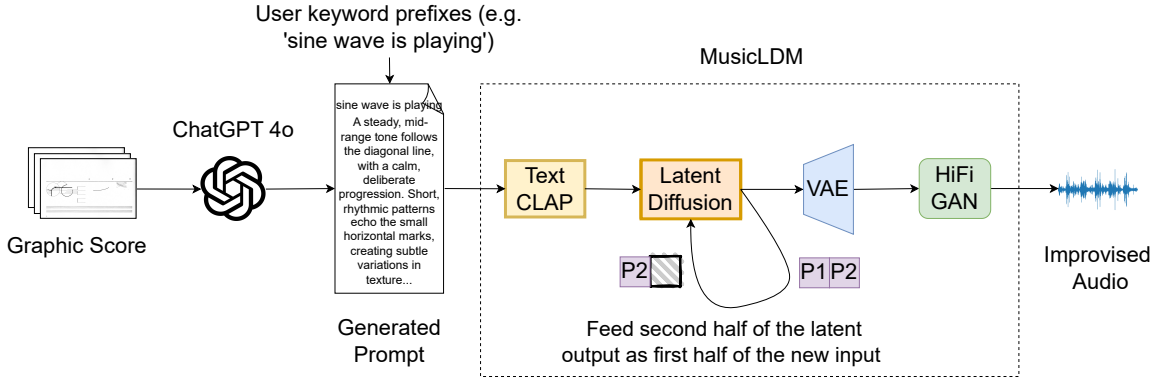 User keyword prefixes (e.g.
'sine wave is playing')
MusicLDM
ChatGPT 4o
sine wave is playing
A steady, mid-
range tone follows
the diagonal line,
with a calm,
deliberate
progression. Short,
rhythmic patterns
echo the small
horizontal marks,
creating subtle
variations in
texture...
Text
CLAP
Latent
Diffusion
VAE
HiFi
GAN
Graphic Score
P2
P1 P2
Improvised
Audio
Generated
Prompt
Feed second half of the latent
output as first half of the new input